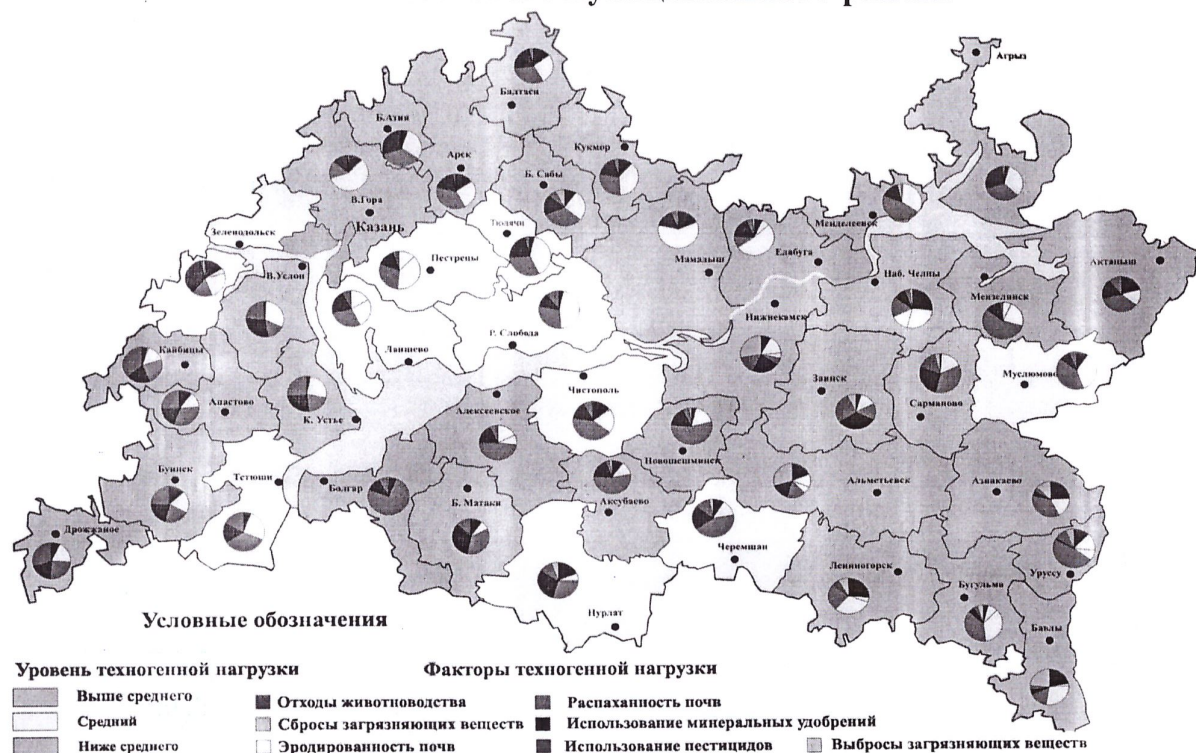 Агрыз
Балтаси
Б.Атня
Кукмор
Арск
Б. Сабы
В.Гора
Менделеевск
Тюлячи
Казань
Зеленодольск
Елабуга
Мамадыш
Пестрецы
Актаныш
В.Услон
Наб. Челны
Мензелинск
Нижнекамск
Р. Слобода
Лаишево
Кайбицы
Муслюмово
Чистополь
Заинск
Апастово
Алексеевское
Сарманово
К. Устье
Новошешминск
Буинск
Тетюши
Болгар
Б. Матаки
Аксубаево
Альметьевск
Азнакаево
Дрожжаное
Черемшан
Лениногорск
Уруссу
Бугульма
Нурлат
Бавлы
Условные обозначения
Уровень техногенной нагрузки
Выше среднего
Средний
Ниже среднего
Факторы техногенной нагрузки
Отходы животноводства
Сбросы загрязняющих веществ
Эродированность почв
Распаханность почв
Использование минеральных удобрений
Использование пестицидов
Выбросы загрязняющих веществ